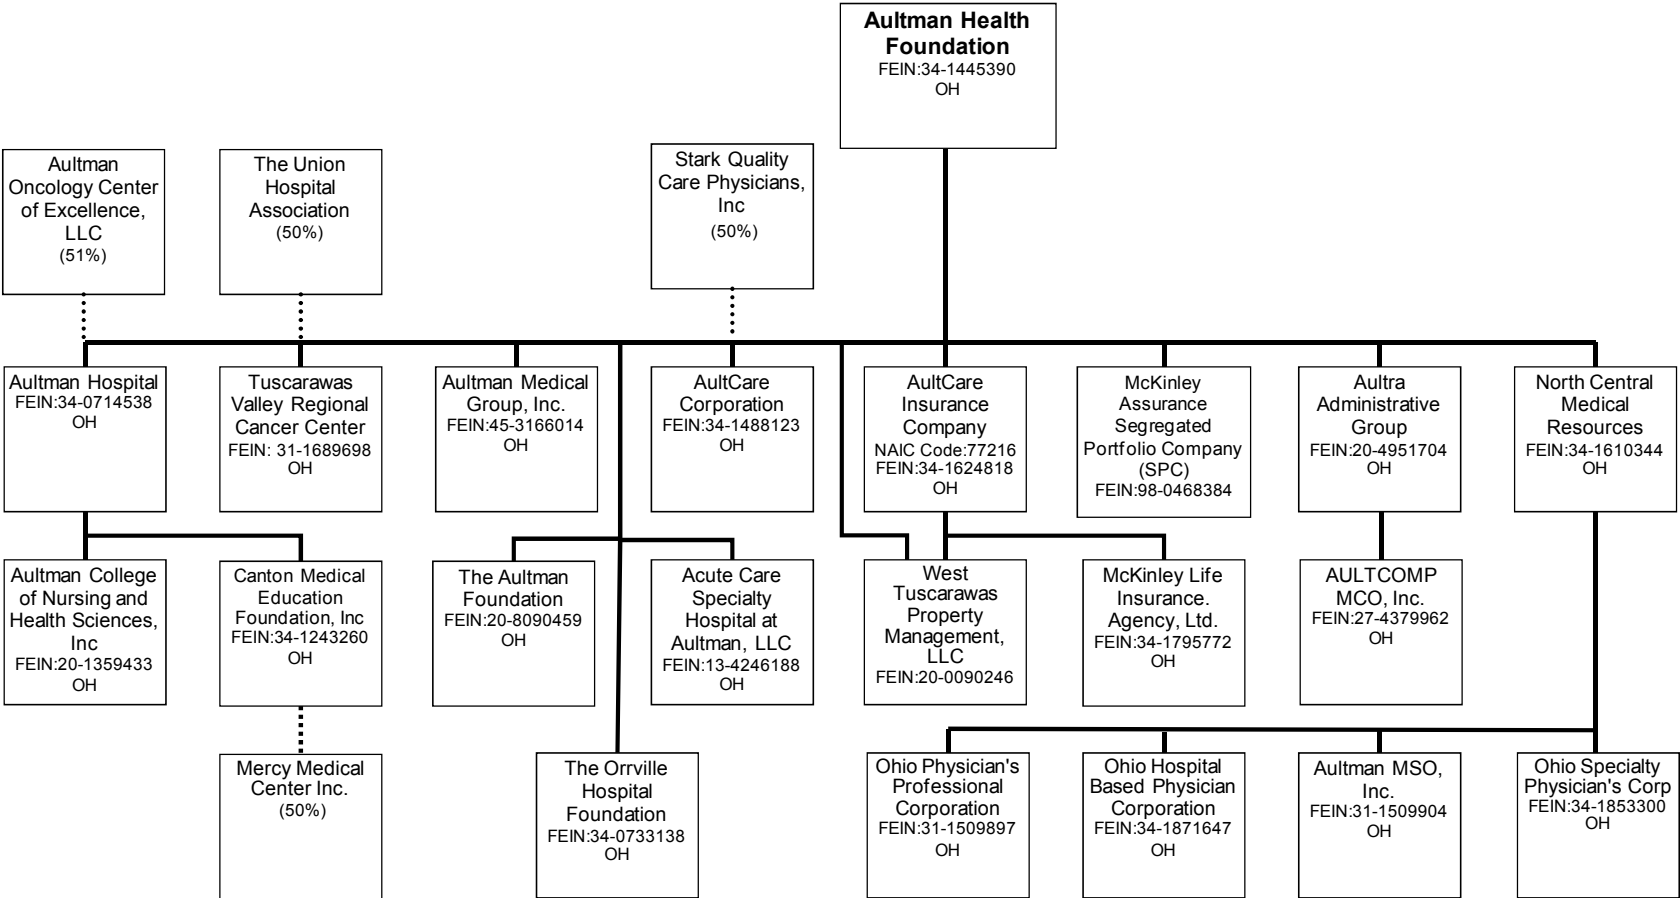 Aultman Health
Foundation
FEIN:34-1445390
OH
Aultman
Oncology Center
of Excellence,
LLC
(51%)
The Union
Hospital
Association
(50%)
Stark Quality
Care Physicians,
Inc
(50%)
Aultman Hospital
FEIN:34-0714538
OH
Tuscarawas
Valley Regional
Cancer Center
FEIN: 31-1689698
OH
Aultman Medical
Group, Inc.
FEIN:45-3166014
OH
AultCare
Corporation
FEIN:34-1488123
OH
AultCare
Insurance
Company
NAIC Code:77216
FEIN:34-1624818
OH
McKinley
Assurance
Segregated
Portfolio Company
(SPC)
FEIN:98-0468384
Aultra
Administrative
Group
FEIN:20-4951704
OH
North Central
Medical
Resources
FEIN:34-1610344
OH
Aultman College
of Nursing and
Health Sciences,
Inc
FEIN:20-1359433
OH
Canton Medical
Education
Foundation, Inc
FEIN:34-1243260
OH
The Aultman
Foundation
FEIN:20-8090459
OH
Acute Care
Specialty
Hospital at
Aultman, LLC
FEIN:13-4246188
OH
West
Tuscarawas
Property
Management,
LLC
FEIN:20-0090246
McKinley Life
Insurance.
Agency, Ltd.
FEIN:34-1795772
OH
AULTCOMP
MCO, Inc.
FEIN:27-4379962
OH
Mercy Medical
Center Inc.
(50%)
The Orrville
Hospital
Foundation
FEIN:34-0733138
OH
Ohio Physician's
Professional
Corporation
FEIN:31-1509897
OH
Ohio Hospital
Based Physician
Corporation
FEIN:34-1871647
OH
Aultman MSO,
Inc.
FEIN:31-1509904
OH
Ohio Specialty
Physician's Corp
FEIN:34-1853300
OH